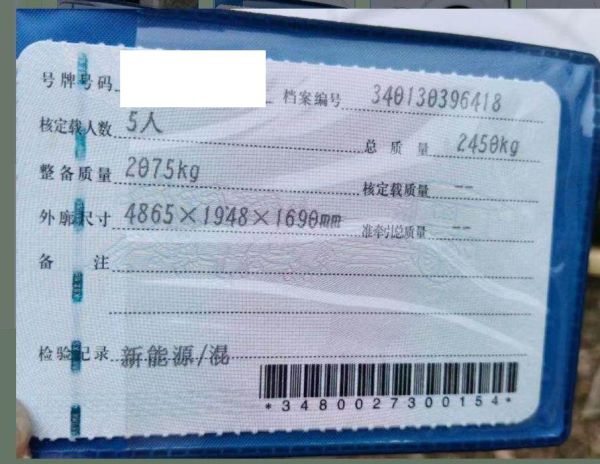 号牌号码 档案编号 340130396418
核定载人数 5人 总质量 2450kg
整备质量 2075kg 核定载质量 --
外廓尺寸 4865×1948×1690mm 准牵引总质量 --
备注
检验记录 新能源/混
*3480027300154*